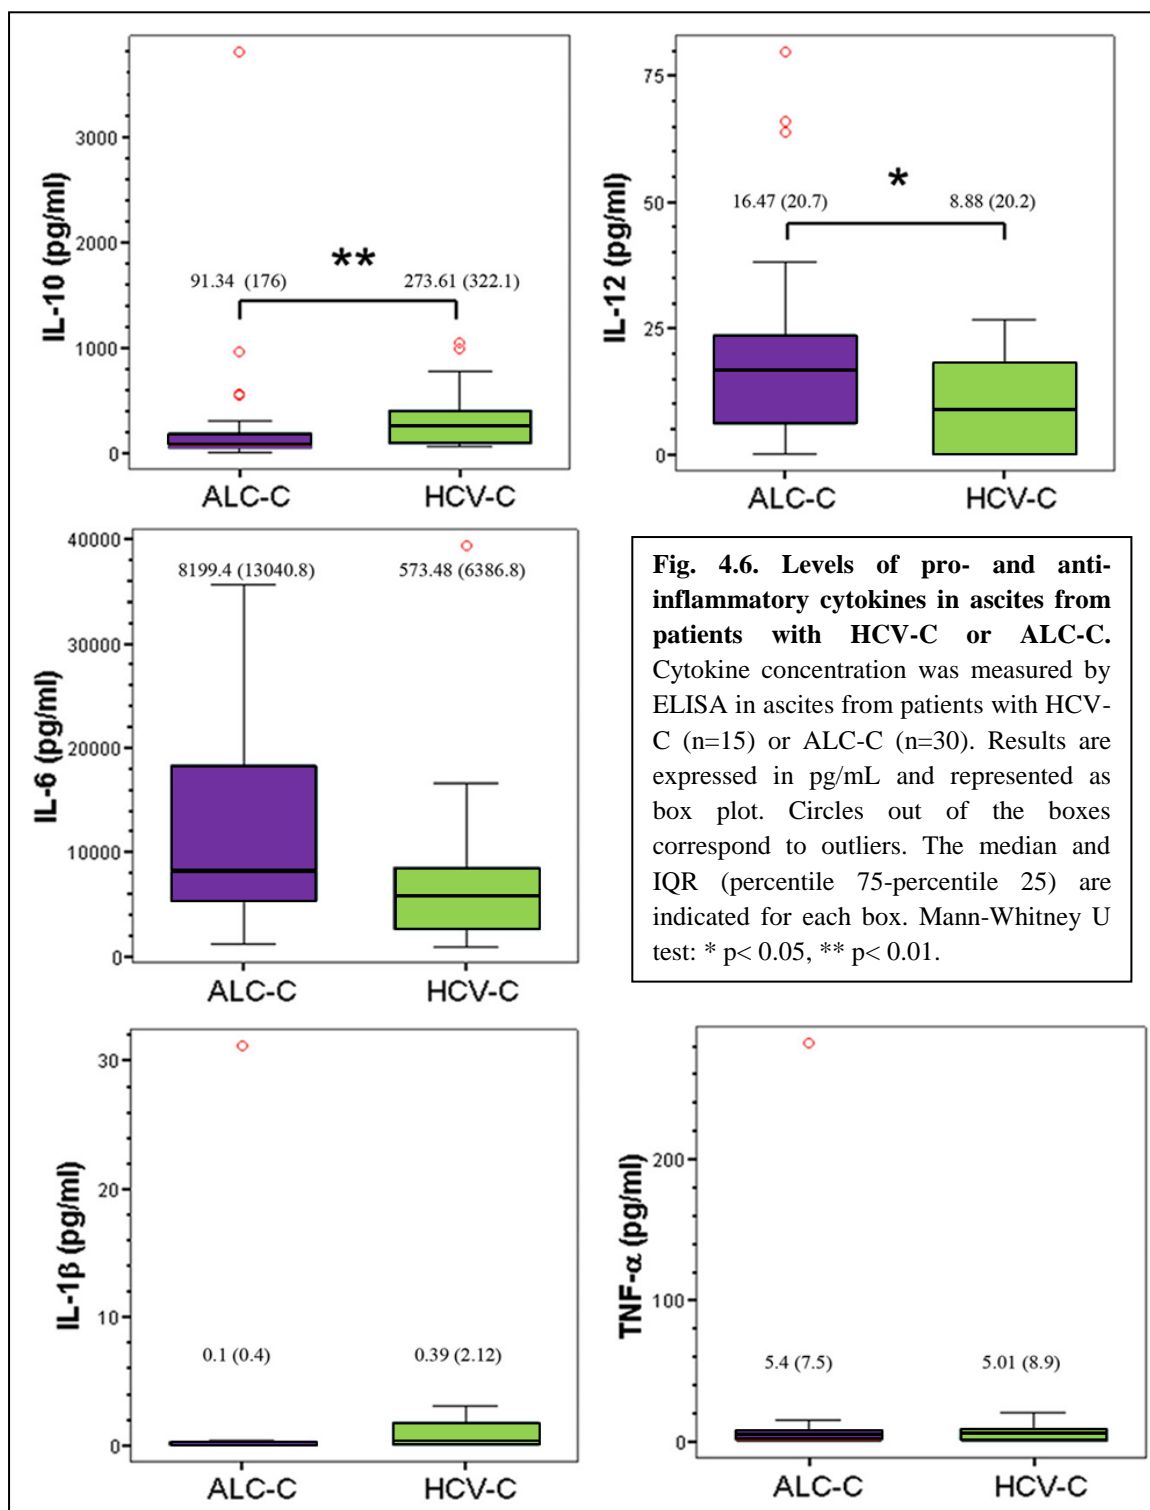 IL-10 (pg/ml)
3000
2000
1000
0
91.34 (176)
**
273.61 (322.1)
ALC-C
HCV-C
IL-12 (pg/ml)
75
50
25
0
16.47 (20.7)
*
8.88 (20.2)
ALC-C
HCV-C
IL-6 (pg/ml)
40000
30000
20000
10000
0
8199.4 (13040.8)
573.48 (6386.8)
ALC-C
HCV-C
Fig. 4.6. Levels of pro- and anti-
inflammatory cytokines in ascites from
patients with HCV-C or ALC-C.
Cytokine concentration was measured by
ELISA in ascites from patients with HCV-
C (n=15) or ALC-C (n=30). Results are
expressed in pg/mL and represented as
box plot. Circles out of the boxes
correspond to outliers. The median and
IQR (percentile 75-percentile 25) are
indicated for each box. Mann-Whitney U
test: * p< 0.05, ** p< 0.01.
IL-1β (pg/ml)
30
20
10
0
0.1 (0.4)
0.39 (2.12)
ALC-C
HCV-C
TNF-α (pg/ml)
200
100
0
5.4 (7.5)
5.01 (8.9)
ALC-C
HCV-C